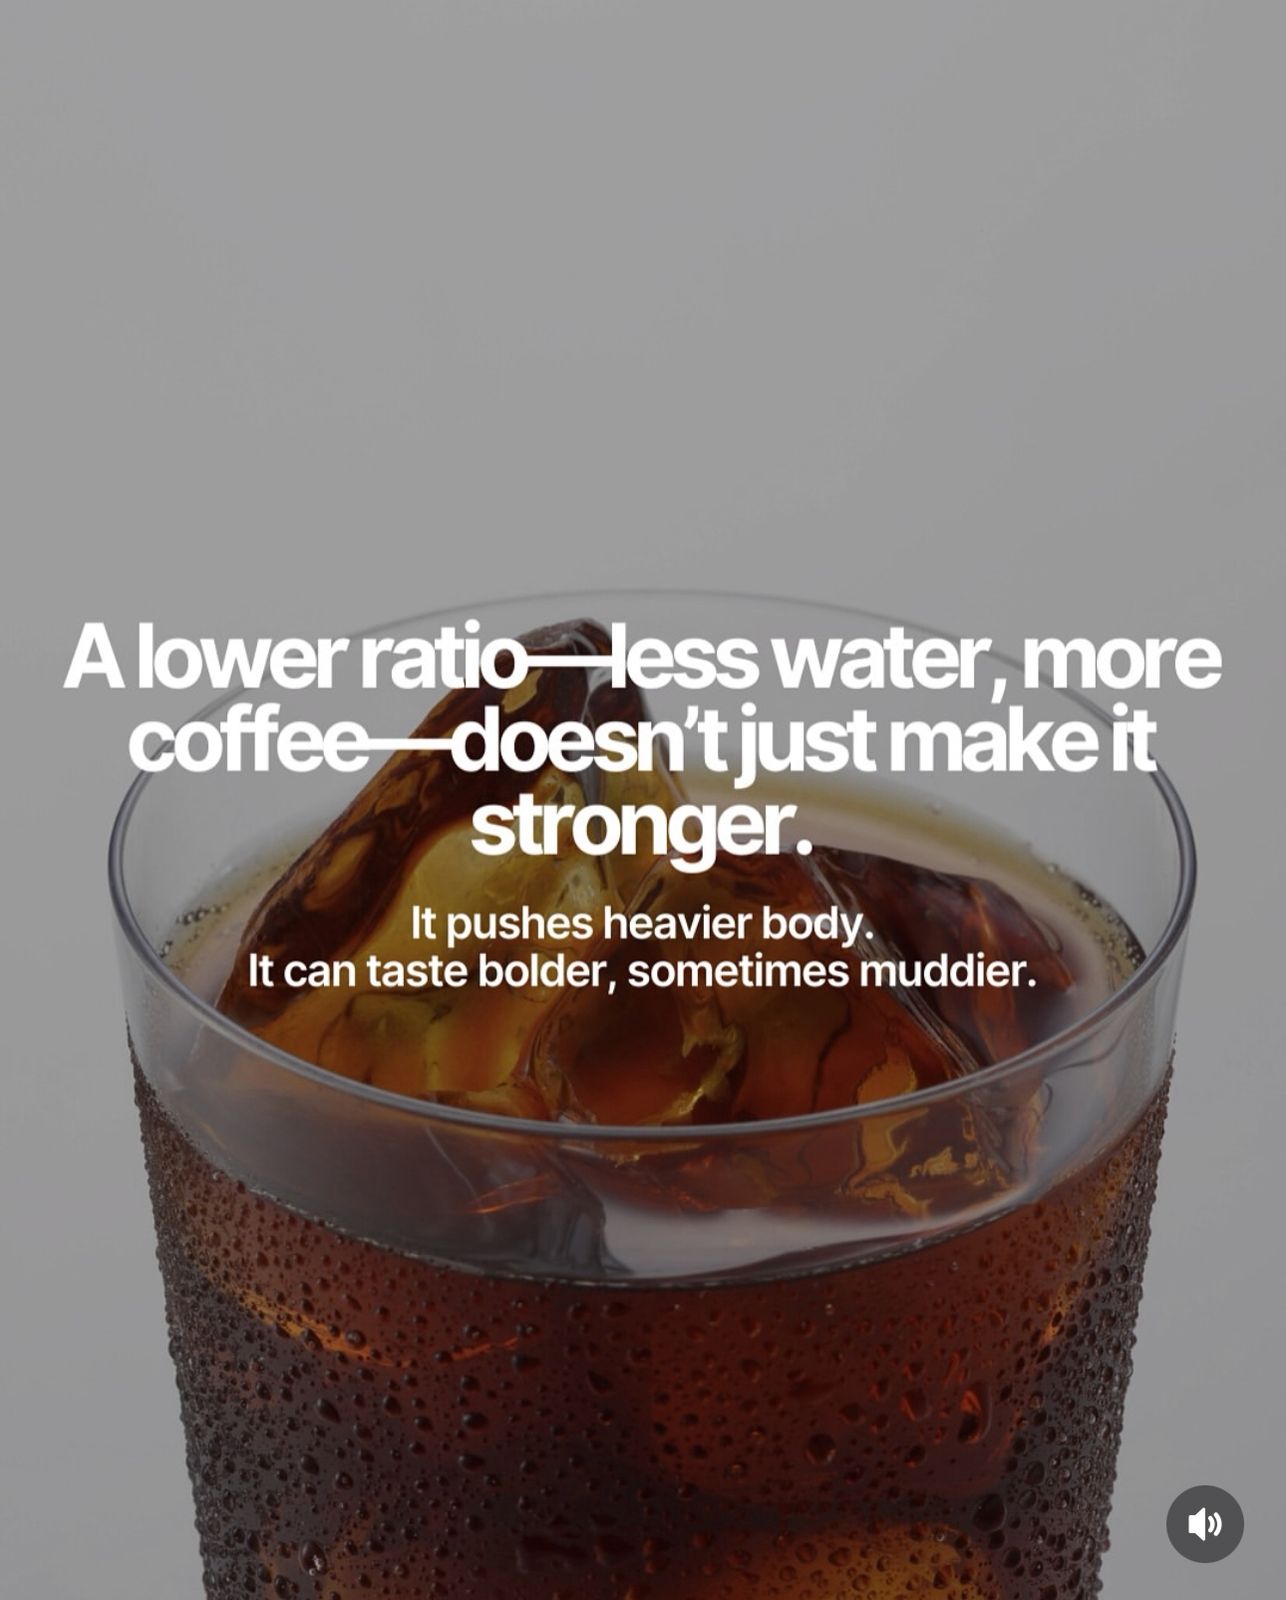 A lower ratio—less water, more
coffee—doesn’t just make it
stronger.
It pushes heavier body.
It can taste bolder, sometimes muddier.